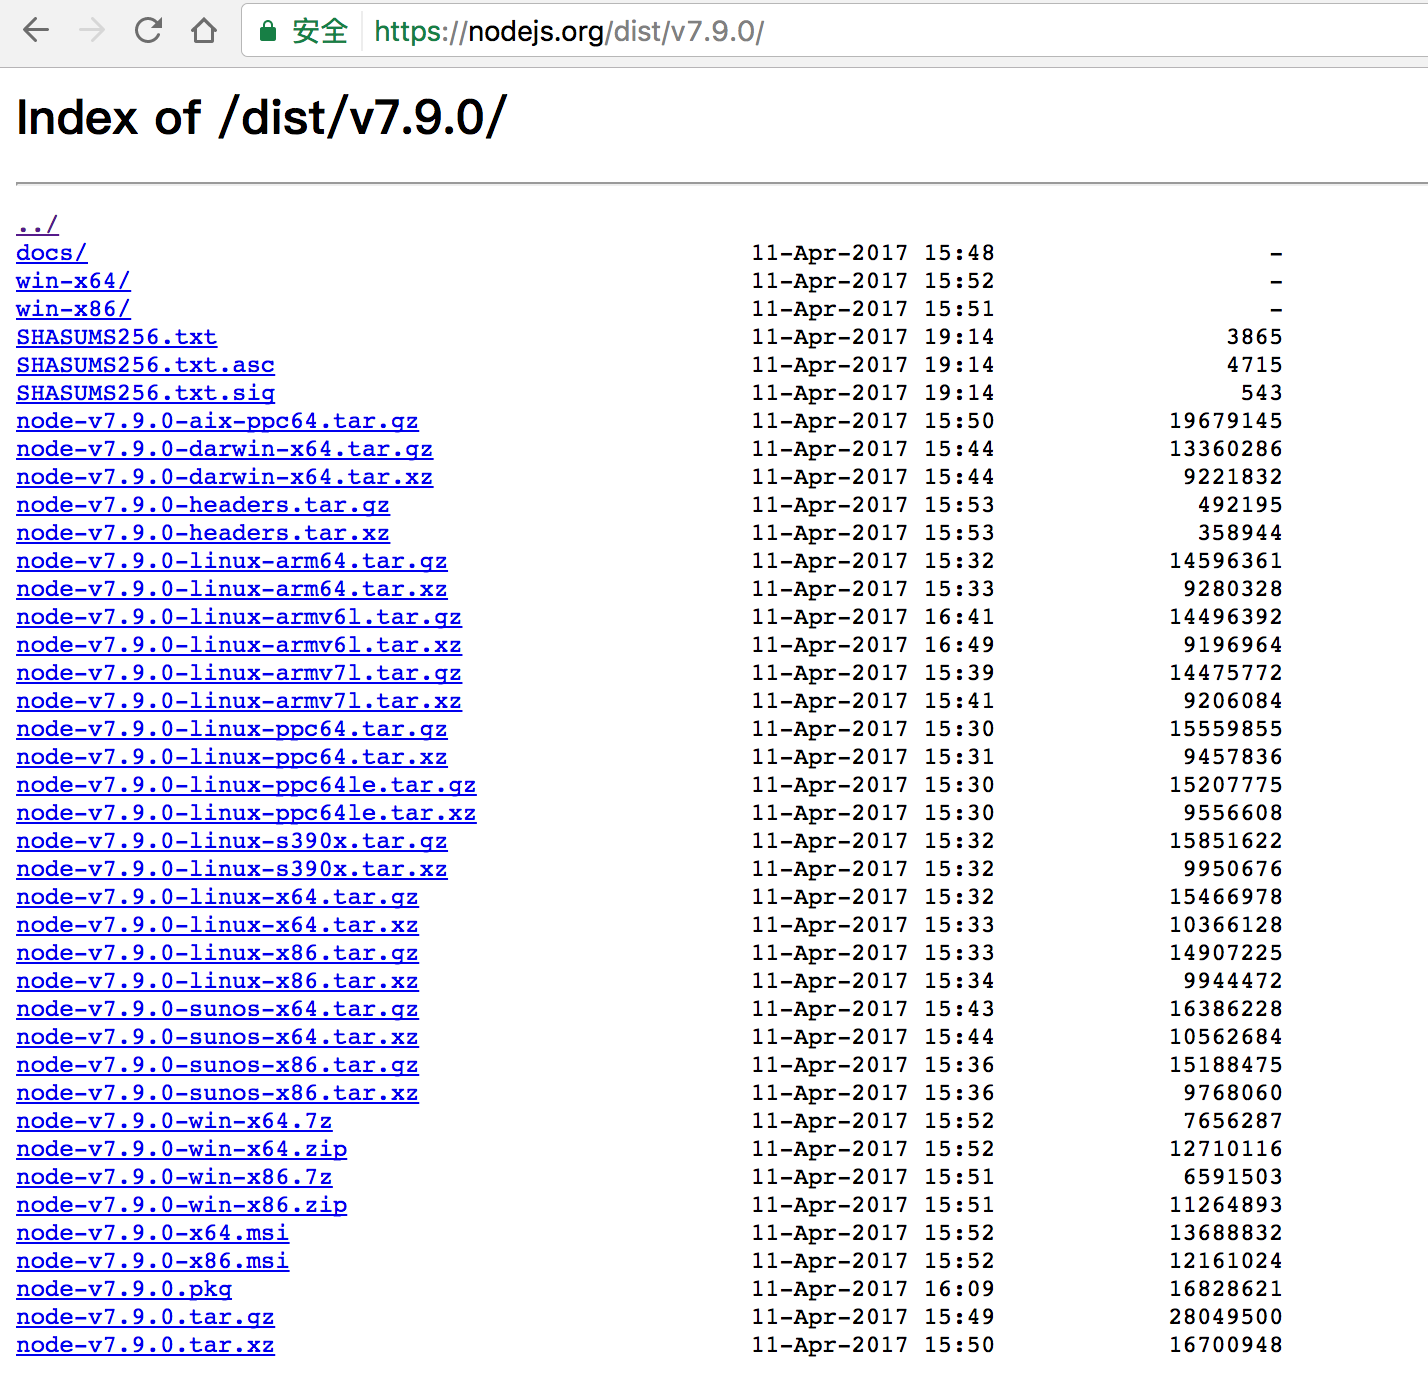 安全 https://nodejs.org/dist/v7.9.0/
Index of /dist/v7.9.0/
../
docs/ 11-Apr-2017 15:48 -
win-x64/ 11-Apr-2017 15:52 -
win-x86/ 11-Apr-2017 15:51 -
SHASUMS256.txt 11-Apr-2017 19:14 3865
SHASUMS256.txt.asc 11-Apr-2017 19:14 4715
SHASUMS256.txt.sig 11-Apr-2017 19:14 543
node-v7.9.0-aix-ppc64.tar.gz 11-Apr-2017 15:50 19679145
node-v7.9.0-darwin-x64.tar.gz 11-Apr-2017 15:44 13360286
node-v7.9.0-darwin-x64.tar.xz 11-Apr-2017 15:44 9221832
node-v7.9.0-headers.tar.gz 11-Apr-2017 15:53 492195
node-v7.9.0-headers.tar.xz 11-Apr-2017 15:53 358944
node-v7.9.0-linux-arm64.tar.gz 11-Apr-2017 15:32 14596361
node-v7.9.0-linux-arm64.tar.xz 11-Apr-2017 15:33 9280328
node-v7.9.0-linux-armv6l.tar.gz 11-Apr-2017 16:41 14496392
node-v7.9.0-linux-armv6l.tar.xz 11-Apr-2017 16:49 9196964
node-v7.9.0-linux-armv7l.tar.gz 11-Apr-2017 15:39 14475772
node-v7.9.0-linux-armv7l.tar.xz 11-Apr-2017 15:41 9206084
node-v7.9.0-linux-ppc64.tar.gz 11-Apr-2017 15:30 15559855
node-v7.9.0-linux-ppc64.tar.xz 11-Apr-2017 15:31 9457836
node-v7.9.0-linux-ppc64le.tar.gz 11-Apr-2017 15:30 15207775
node-v7.9.0-linux-ppc64le.tar.xz 11-Apr-2017 15:30 9556608
node-v7.9.0-linux-s390x.tar.gz 11-Apr-2017 15:32 15851622
node-v7.9.0-linux-s390x.tar.xz 11-Apr-2017 15:32 9950676
node-v7.9.0-linux-x64.tar.gz 11-Apr-2017 15:32 15466978
node-v7.9.0-linux-x64.tar.xz 11-Apr-2017 15:33 10366128
node-v7.9.0-linux-x86.tar.gz 11-Apr-2017 15:33 14907225
node-v7.9.0-linux-x86.tar.xz 11-Apr-2017 15:34 9944472
node-v7.9.0-sunos-x64.tar.gz 11-Apr-2017 15:43 16386228
node-v7.9.0-sunos-x64.tar.xz 11-Apr-2017 15:44 10562684
node-v7.9.0-sunos-x86.tar.gz 11-Apr-2017 15:36 15188475
node-v7.9.0-sunos-x86.tar.xz 11-Apr-2017 15:36 9768060
node-v7.9.0-win-x64.7z 11-Apr-2017 15:52 7656287
node-v7.9.0-win-x64.zip 11-Apr-2017 15:52 12710116
node-v7.9.0-win-x86.7z 11-Apr-2017 15:51 6591503
node-v7.9.0-win-x86.zip 11-Apr-2017 15:51 11264893
node-v7.9.0-x64.msi 11-Apr-2017 15:52 13688832
node-v7.9.0-x86.msi 11-Apr-2017 15:52 12161024
node-v7.9.0.pkg 11-Apr-2017 16:09 16828621
node-v7.9.0.tar.gz 11-Apr-2017 15:49 28049500
node-v7.9.0.tar.xz 11-Apr-2017 15:50 16700948